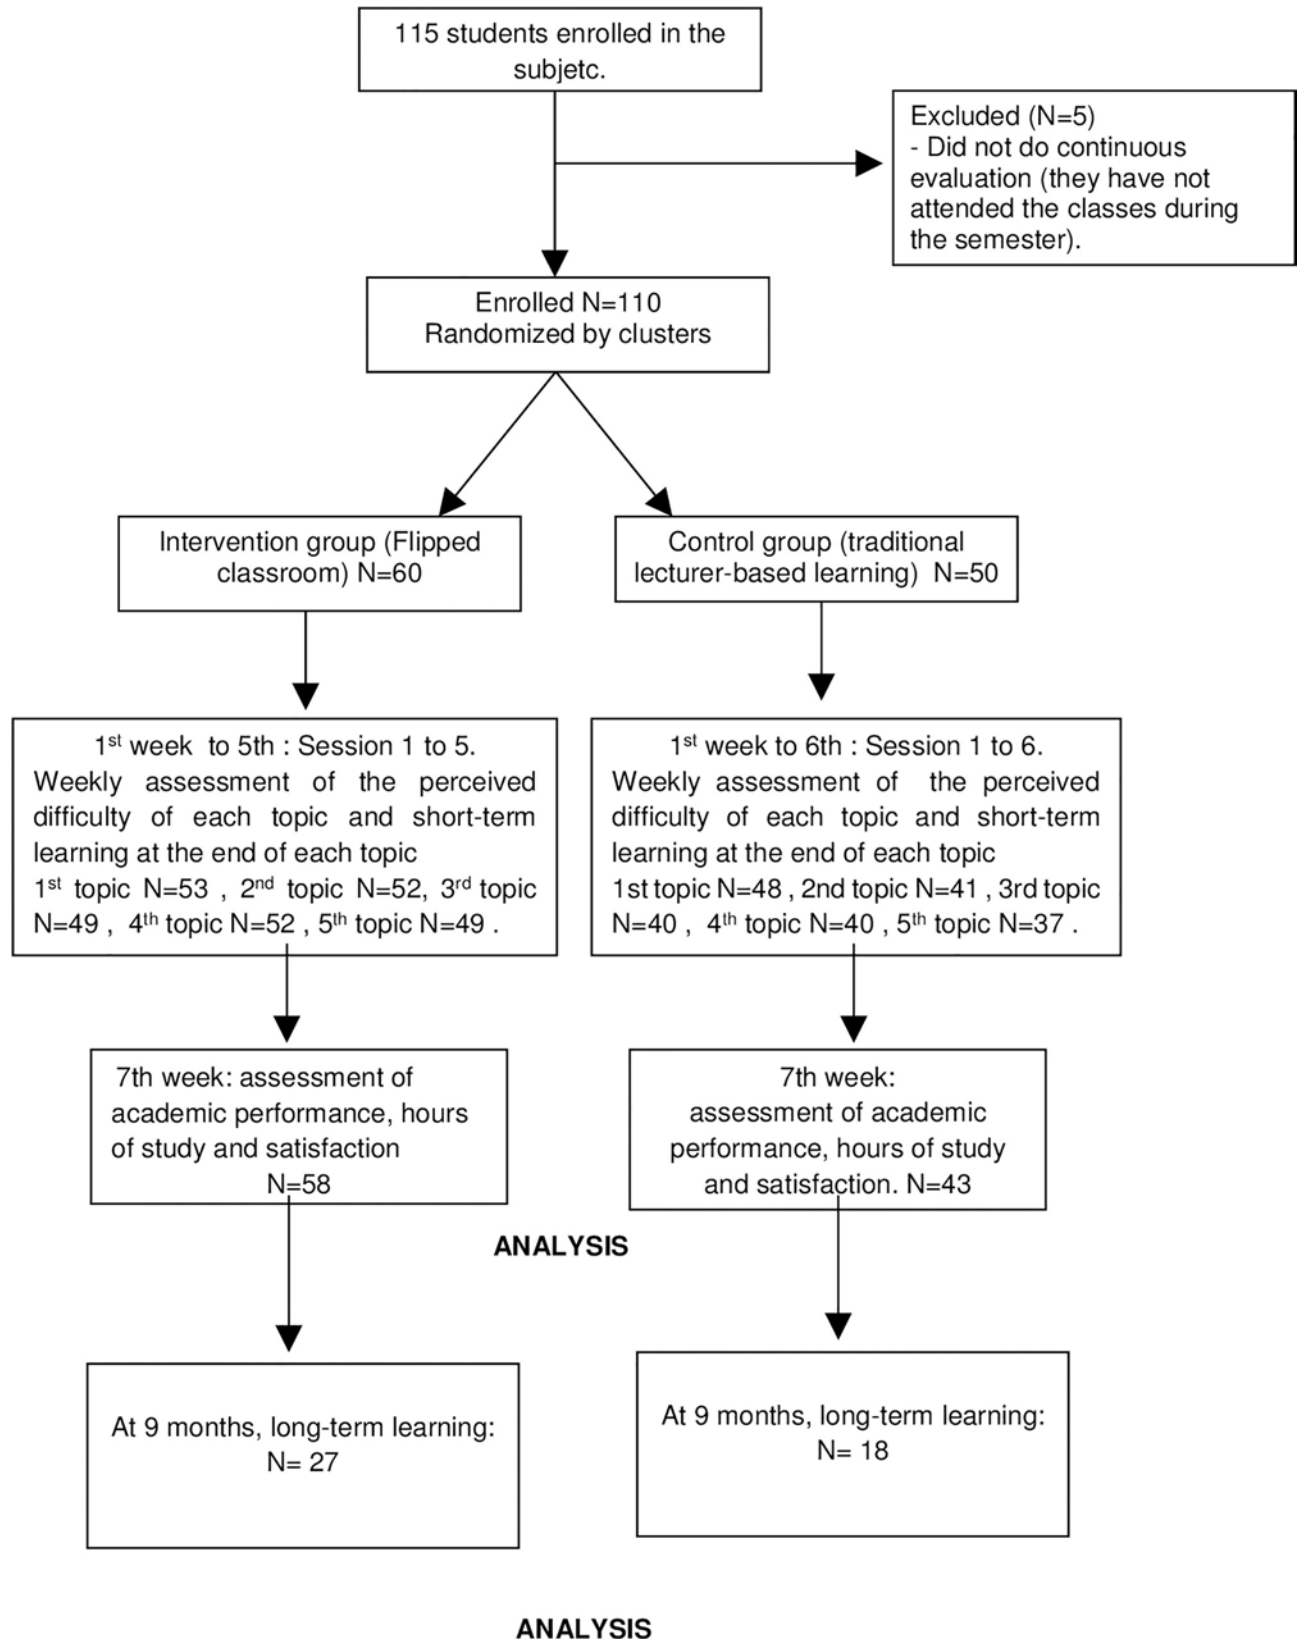 115 students enrolled in the
subjetc.
Excluded (N=5)
- Did not do continuous
evaluation (they have not
attended the classes during
the semester).
Enrolled N=110
Randomized by clusters
Intervention group (Flipped
classroom) N=60
Control group (traditional
lecturer-based learning) N=50
1st week to 5th : Session 1 to 5.
Weekly assessment of the perceived
difficulty of each topic and short-term
learning at the end of each topic
1st topic N=53 , 2nd topic N=52, 3rd topic
N=49 , 4th topic N=52 , 5th topic N=49 .
1st week to 6th : Session 1 to 6.
Weekly assessment of the perceived
difficulty of each topic and short-term
learning at the end of each topic
1st topic N=48 , 2nd topic N=41 , 3rd topic
N=40 , 4th topic N=40 , 5th topic N=37 .
7th week: assessment of
academic performance, hours
of study and satisfaction
N=58
7th week:
assessment of academic
performance, hours of study
and satisfaction. N=43
ANALYSIS
At 9 months, long-term learning:
N= 27
At 9 months, long-term learning:
N= 18
ANALYSIS